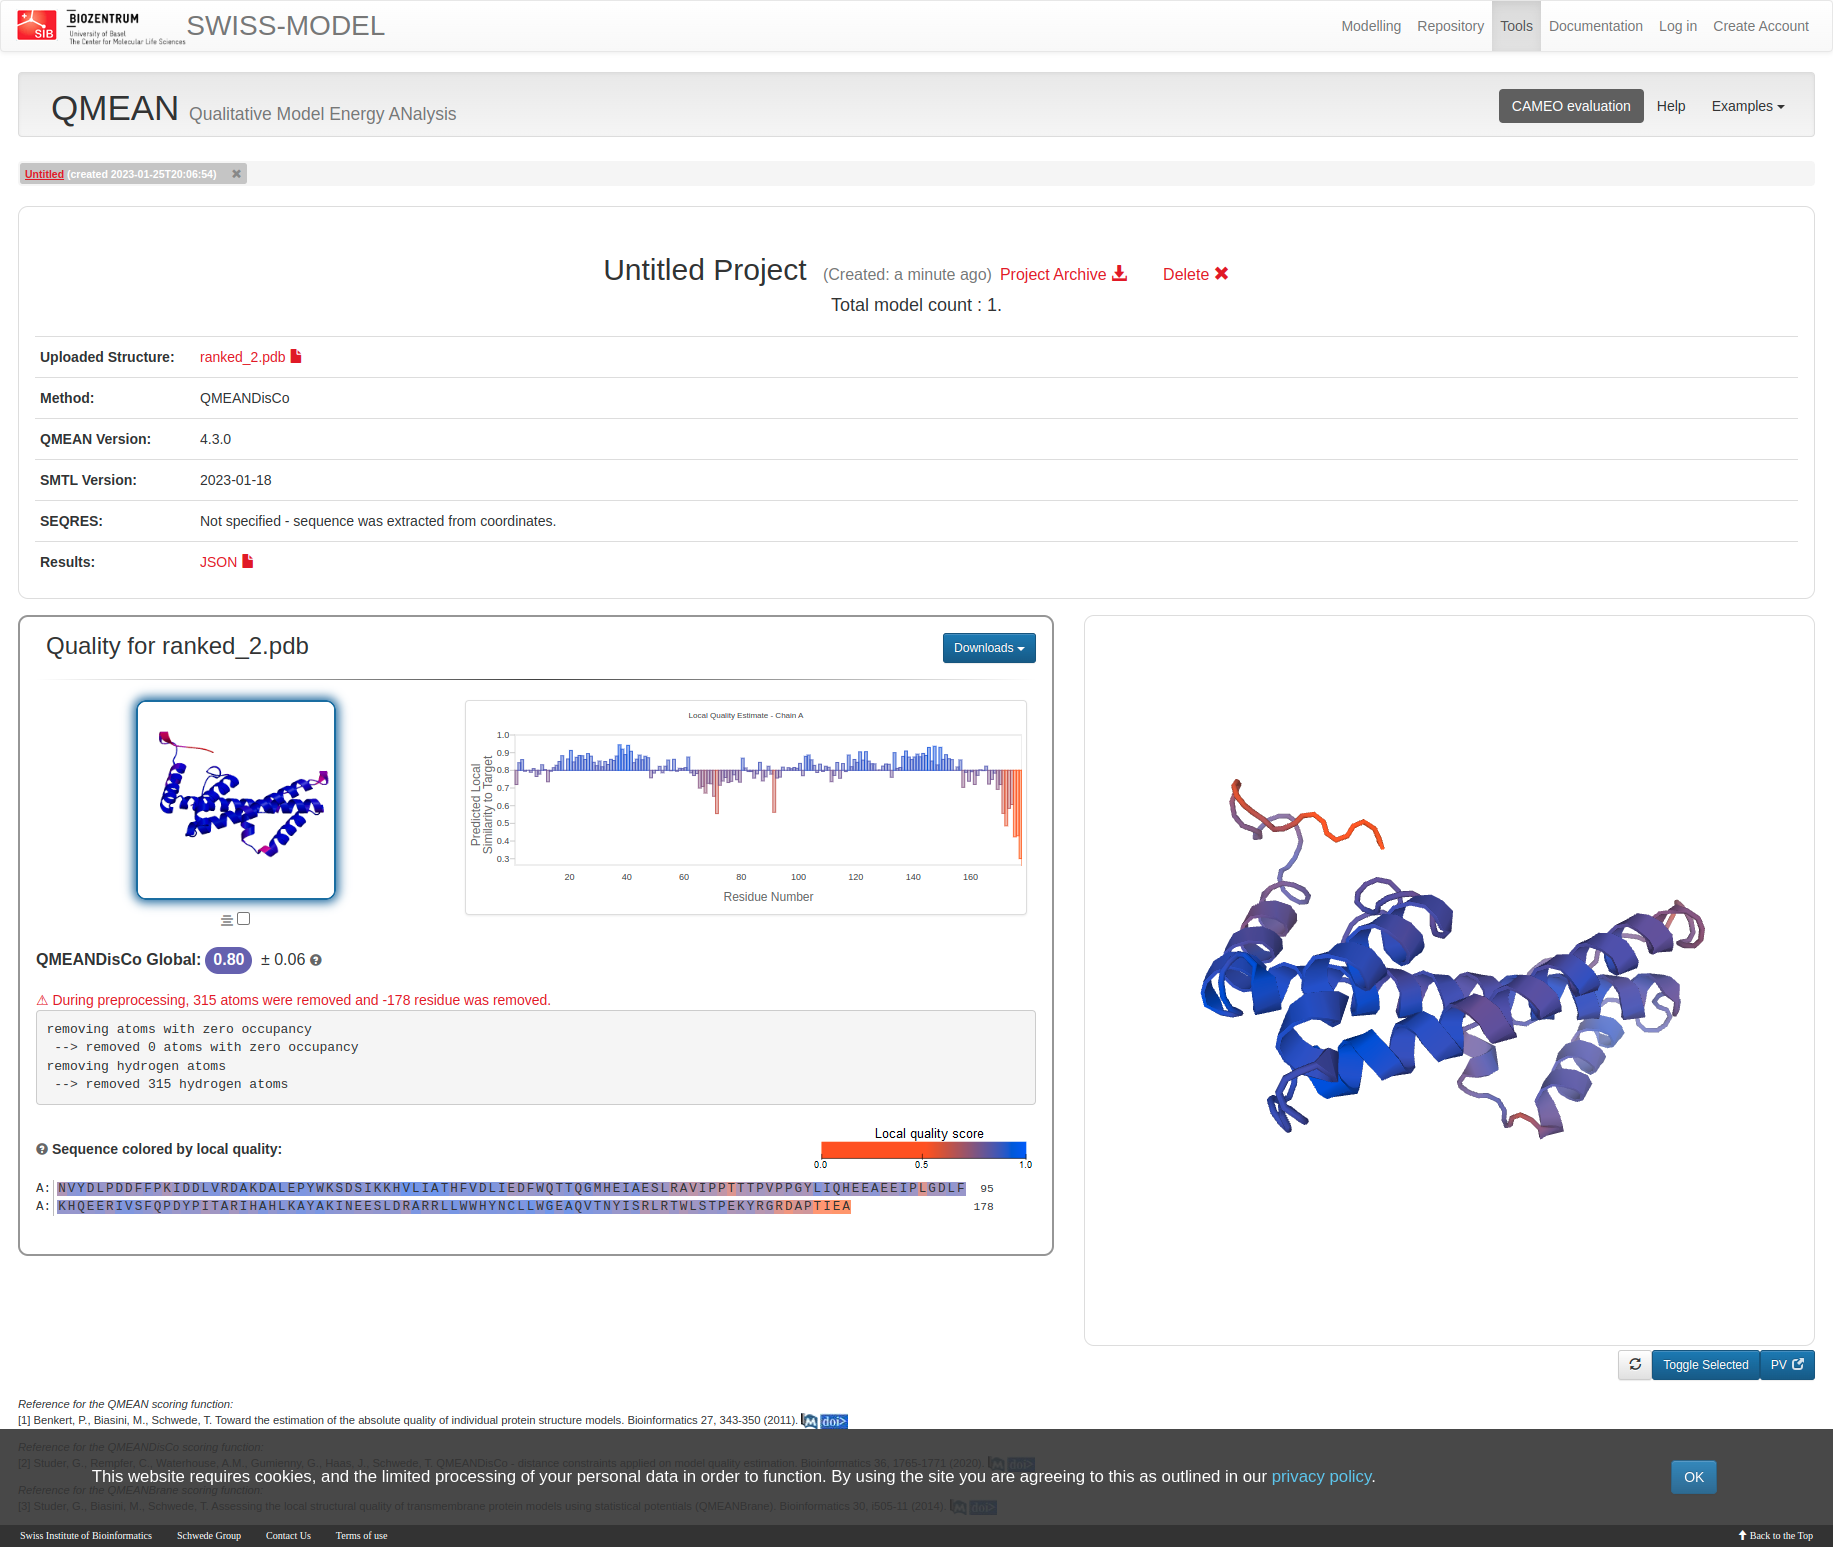 SIB
BIOZENTRUM
University of Basel
The Center for Molecular Life Sciences
SWISS-MODEL
Modelling Repository Tools Documentation Log in Create Account
QMEAN Qualitative Model Energy ANalysis
CAMEO evaluation Help Examples
Untitled (created 2023-01-25T20:06:54)
Untitled Project (Created: a minute ago) Project Archive Delete
Total model count : 1.
Uploaded Structure: ranked_2.pdb
Method: QMEANDisCo
QMEAN Version: 4.3.0
SMTL Version: 2023-01-18
SEQRES: Not specified - sequence was extracted from coordinates.
Results: JSON
Quality for ranked_2.pdb
Downloads
Local Quality Estimate - Chain A
Predicted Local
Similarity to Target
1.0
0.9
0.8
0.7
0.6
0.5
0.4
0.3
20 40 60 80 100 120 140 160
Residue Number
QMEANDisCo Global: 0.80 ± 0.06
⚠ During preprocessing, 315 atoms were removed and -178 residue was removed.
removing atoms with zero occupancy
--> removed 0 atoms with zero occupancy
removing hydrogen atoms
--> removed 315 hydrogen atoms
Sequence colored by local quality:
Local quality score
0.0 0.5 1.0
A: NVYDLPDDFFPKIDDLVRDAKDALEPYWKSDSIKKHVLIATHFVDLIEDFWQTTQGMHEIAESLRAVIPPTTTPVPPGYLIQHEEAEEIPLGDLF 95
A: KHQEERIVSFQPDYPITARIHAHLKAYAKINEESLDRARRLLWWHYNCLLWGEAQVTNYISRLRTWLSTPEKYRGRDAPTIEA 178
Toggle Selected PV
Reference for the QMEAN scoring function:
[1] Benkert, P., Biasini, M., Schwede, T. Toward the estimation of the absolute quality of individual protein structure models. Bioinformatics 27, 343-350 (2011). M doi>
Reference for the QMEANDisCo scoring function:
[2] Studer, G., Rempfer, C., Waterhouse, A.M., Gumienny, G., Haas, J., Schwede, T. QMEANDisCo - distance constraints applied on model quality estimation. Bioinformatics 36, 1765-1771 (2020). M doi>
This website requires cookies, and the limited processing of your personal data in order to function. By using the site you are agreeing to this as outlined in our privacy policy.
OK
Reference for the QMEANBrane scoring function:
[3] Studer, G., Biasini, M., Schwede, T. Assessing the local structural quality of transmembrane protein models using statistical potentials (QMEANBrane). Bioinformatics 30, i505-11 (2014). M doi>
Swiss Institute of Bioinformatics Schwede Group Contact Us Terms of use
Back to the Top